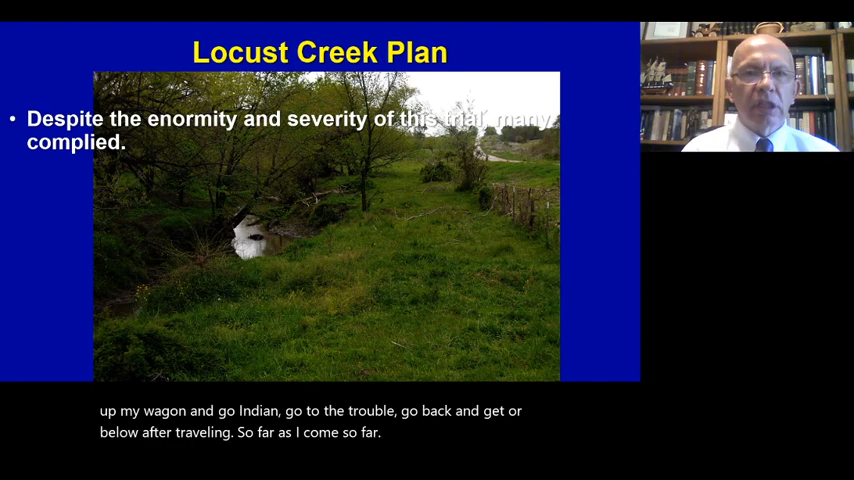 Locust Creek Plan
• Despite the enormity and severity of this trial, many
complied.
up my wagon and go Indian, go to the trouble, go back and get or
below after traveling. So far as I come so far.